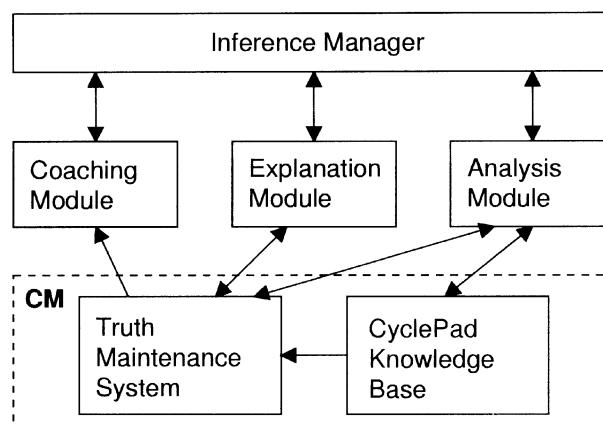 Inference Manager
Coaching
Module
Explanation
Module
Analysis
Module
CM
Truth
Maintenance
System
CyclePad
Knowledge
Base